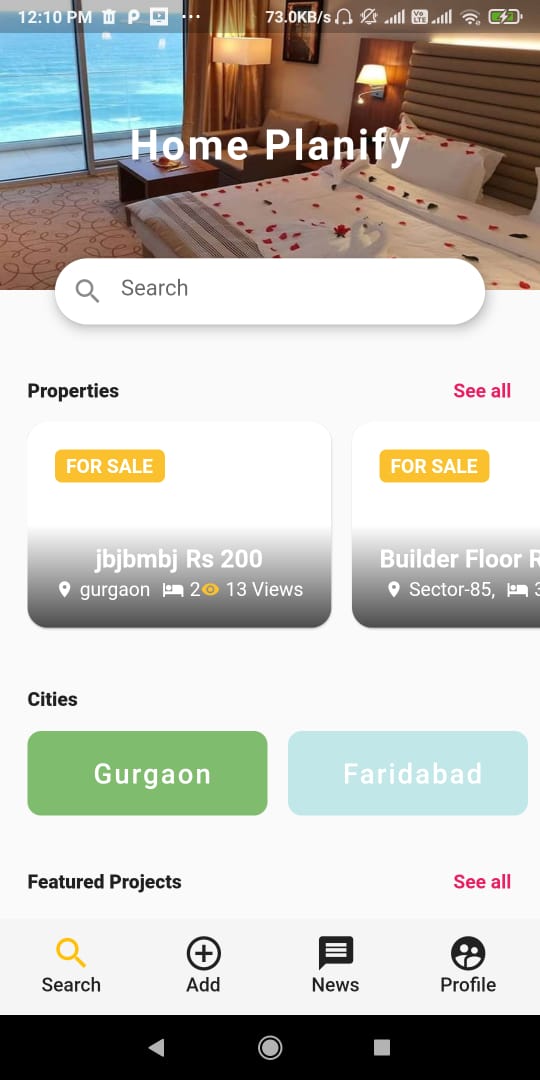 12:10 PM 73.0KB/s
Home Planify
Search
Properties See all
FOR SALE FOR SALE
jbjbmbj Rs 200 Builder Floor R
gurgaon 2 13 Views Sector-85, 3
Cities
Gurgaon Faridabad
Featured Projects See all
Search Add News Profile